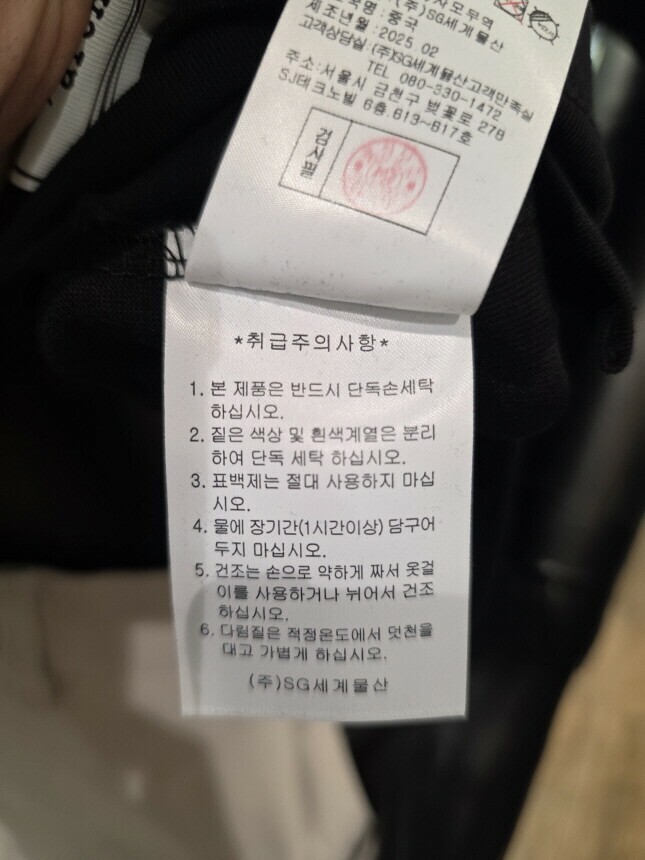 모무역
(주)SG세계물산
국명 : 중국
제조년월 : 2025. 02
고객상담실:(주)SG세계물산고객만족실
TEL 080-330-1472
주소:서울시 금천구 벚꽃로 278
SJ테크노빌 6층.613~617호
검사필
*취급주의사항*
1. 본 제품은 반드시 단독손세탁
하십시오.
2. 짙은 색상 및 흰색계열은 분리
하여 단독 세탁 하십시오.
3. 표백제는 절대 사용하지 마십
시오.
4. 물에 장기간(1시간이상) 담구어
두지 마십시오.
5. 건조는 손으로 약하게 짜서 옷걸
이를 사용하거나 뉘어서 건조
하십시오.
6. 다림질은 적정온도에서 덧천을
대고 가볍게 하십시오.
(주)SG세계물산